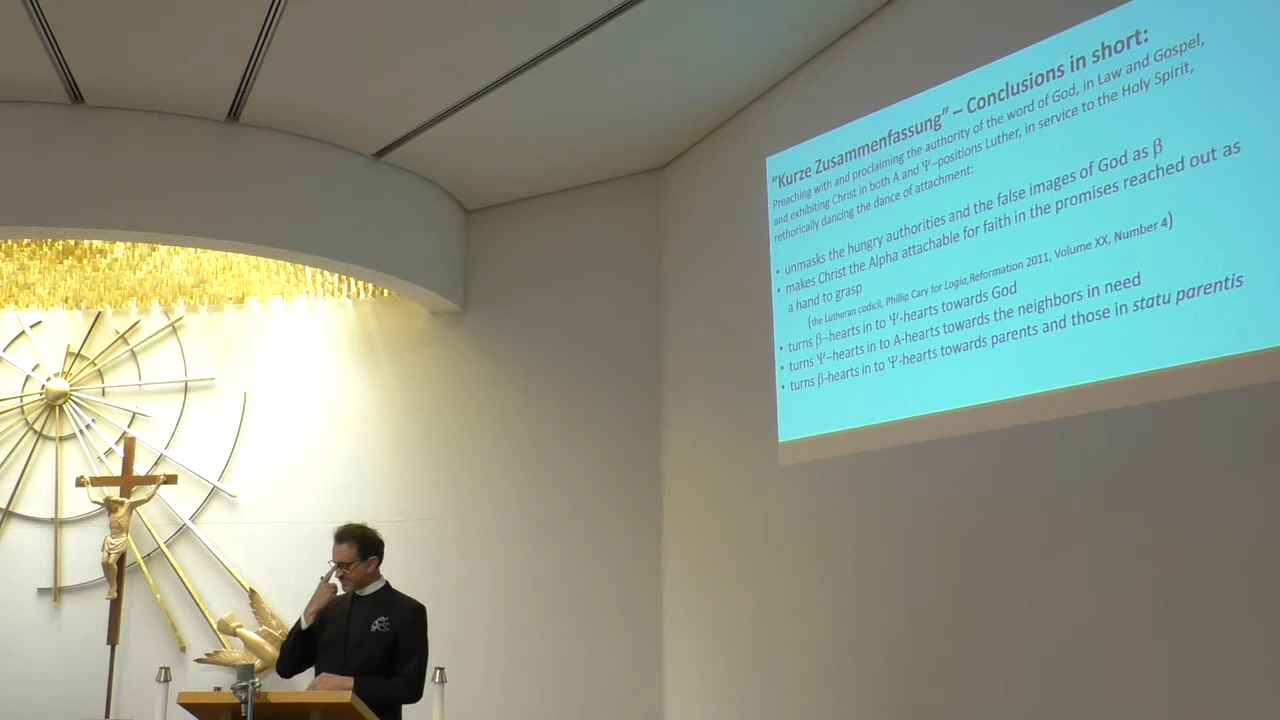 "Kurze Zusammenfassung" – Conclusions in short:
Preaching with and proclaiming the authority of the word of God, in Law and Gospel,
and exhibiting Christ in both A and Ψ–positions Luther, in service to the Holy Spirit,
rethorically dancing the dance of attachment:
• unmasks the hungry authorities and the false images of God as β
• makes Christ the Alpha attachable for faith in the promises reached out as
a hand to grasp
(the Lutheran codicil, Phillip Cary for Logia,Reformation 2011, Volume XX, Number 4)
• turns β–hearts in to Ψ-hearts towards God
• turns Ψ–hearts in to A-hearts towards the neighbors in need
• turns β-hearts in to Ψ-hearts towards parents and those in statu parentis